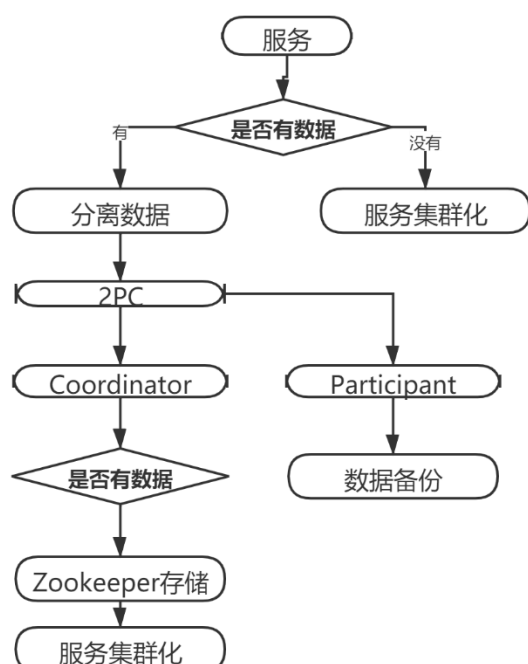 服务
是否有数据
有
没有
分离数据
服务集群化
2PC
Coordinator
Participant
是否有数据
数据备份
Zookeeper存储
服务集群化